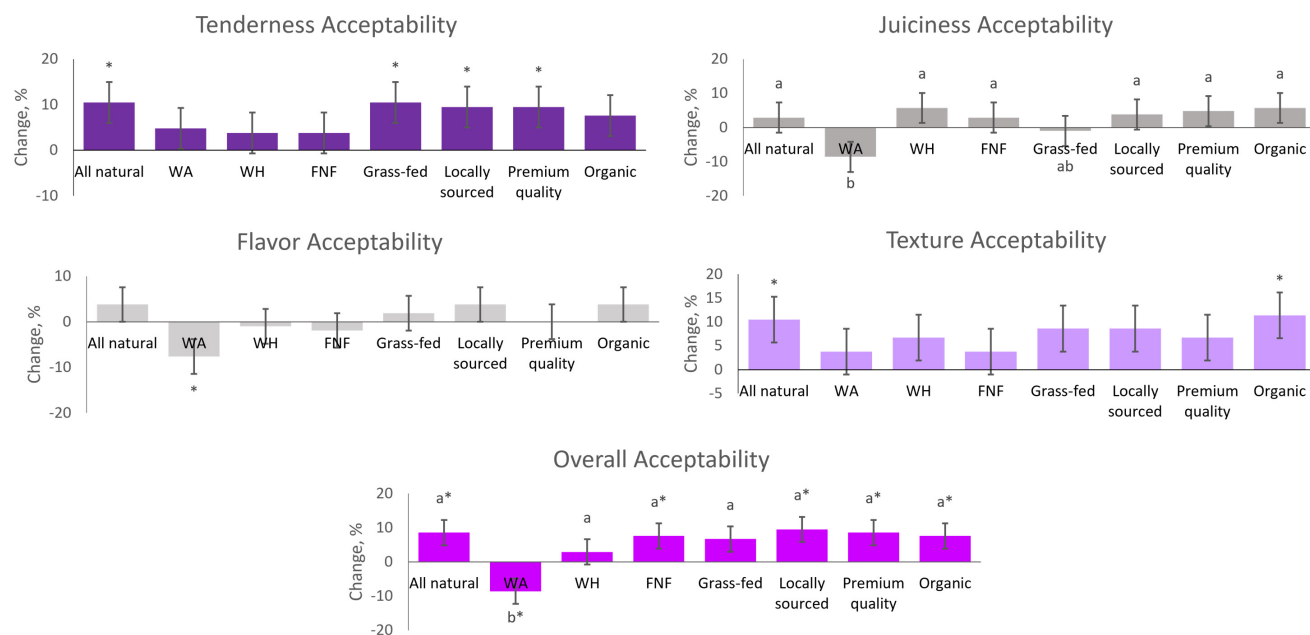 Tenderness Acceptability
Change, %
20
10
0
-10
* * * *
All natural WA WH FNF Grass-fed Locally sourced Premium quality Organic
Juiciness Acceptability
Change, %
20
10
0
-10
-20
a a a a a a
All natural WA WH FNF Grass-fed Locally sourced Premium quality Organic
b ab
Flavor Acceptability
Change, %
10
0
-10
-20
All natural WA WH FNF Grass-fed Locally sourced Premium quality Organic
*
Texture Acceptability
Change, %
20
15
10
5
0
-5
* *
All natural WA WH FNF Grass-fed Locally sourced Premium quality Organic
Overall Acceptability
Change, %
20
10
0
-10
-20
a* a a* a a* a* a*
All natural WA WH FNF Grass-fed Locally sourced Premium quality Organic
b*